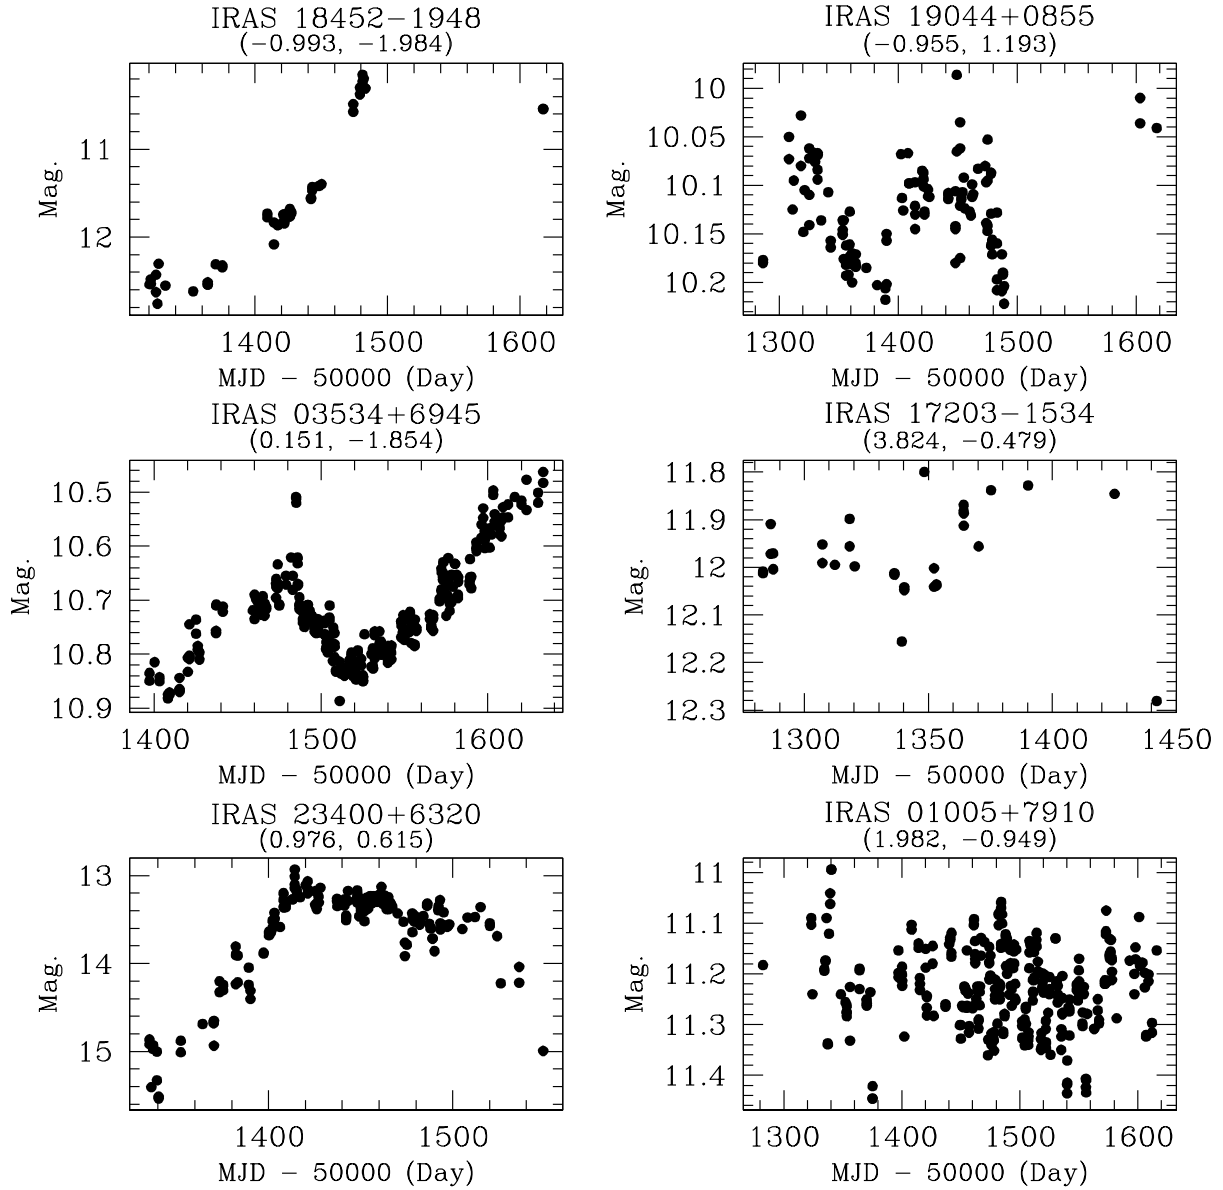 IRAS 18452−1948
(−0.993, −1.984)
Mag.
11
12
1400 1500 1600
MJD − 50000 (Day)
IRAS 19044+0855
(−0.955, 1.193)
Mag.
10
10.05
10.1
10.15
10.2
1300 1400 1500 1600
MJD − 50000 (Day)
IRAS 03534+6945
(0.151, −1.854)
Mag.
10.5
10.6
10.7
10.8
10.9
1400 1500 1600
MJD − 50000 (Day)
IRAS 17203−1534
(3.824, −0.479)
Mag.
11.8
11.9
12
12.1
12.2
12.3
1300 1350 1400 1450
MJD − 50000 (Day)
IRAS 23400+6320
(0.976, 0.615)
Mag.
13
14
15
1400 1500
MJD − 50000 (Day)
IRAS 01005+7910
(1.982, −0.949)
Mag.
11
11.1
11.2
11.3
11.4
1300 1400 1500 1600
MJD − 50000 (Day)